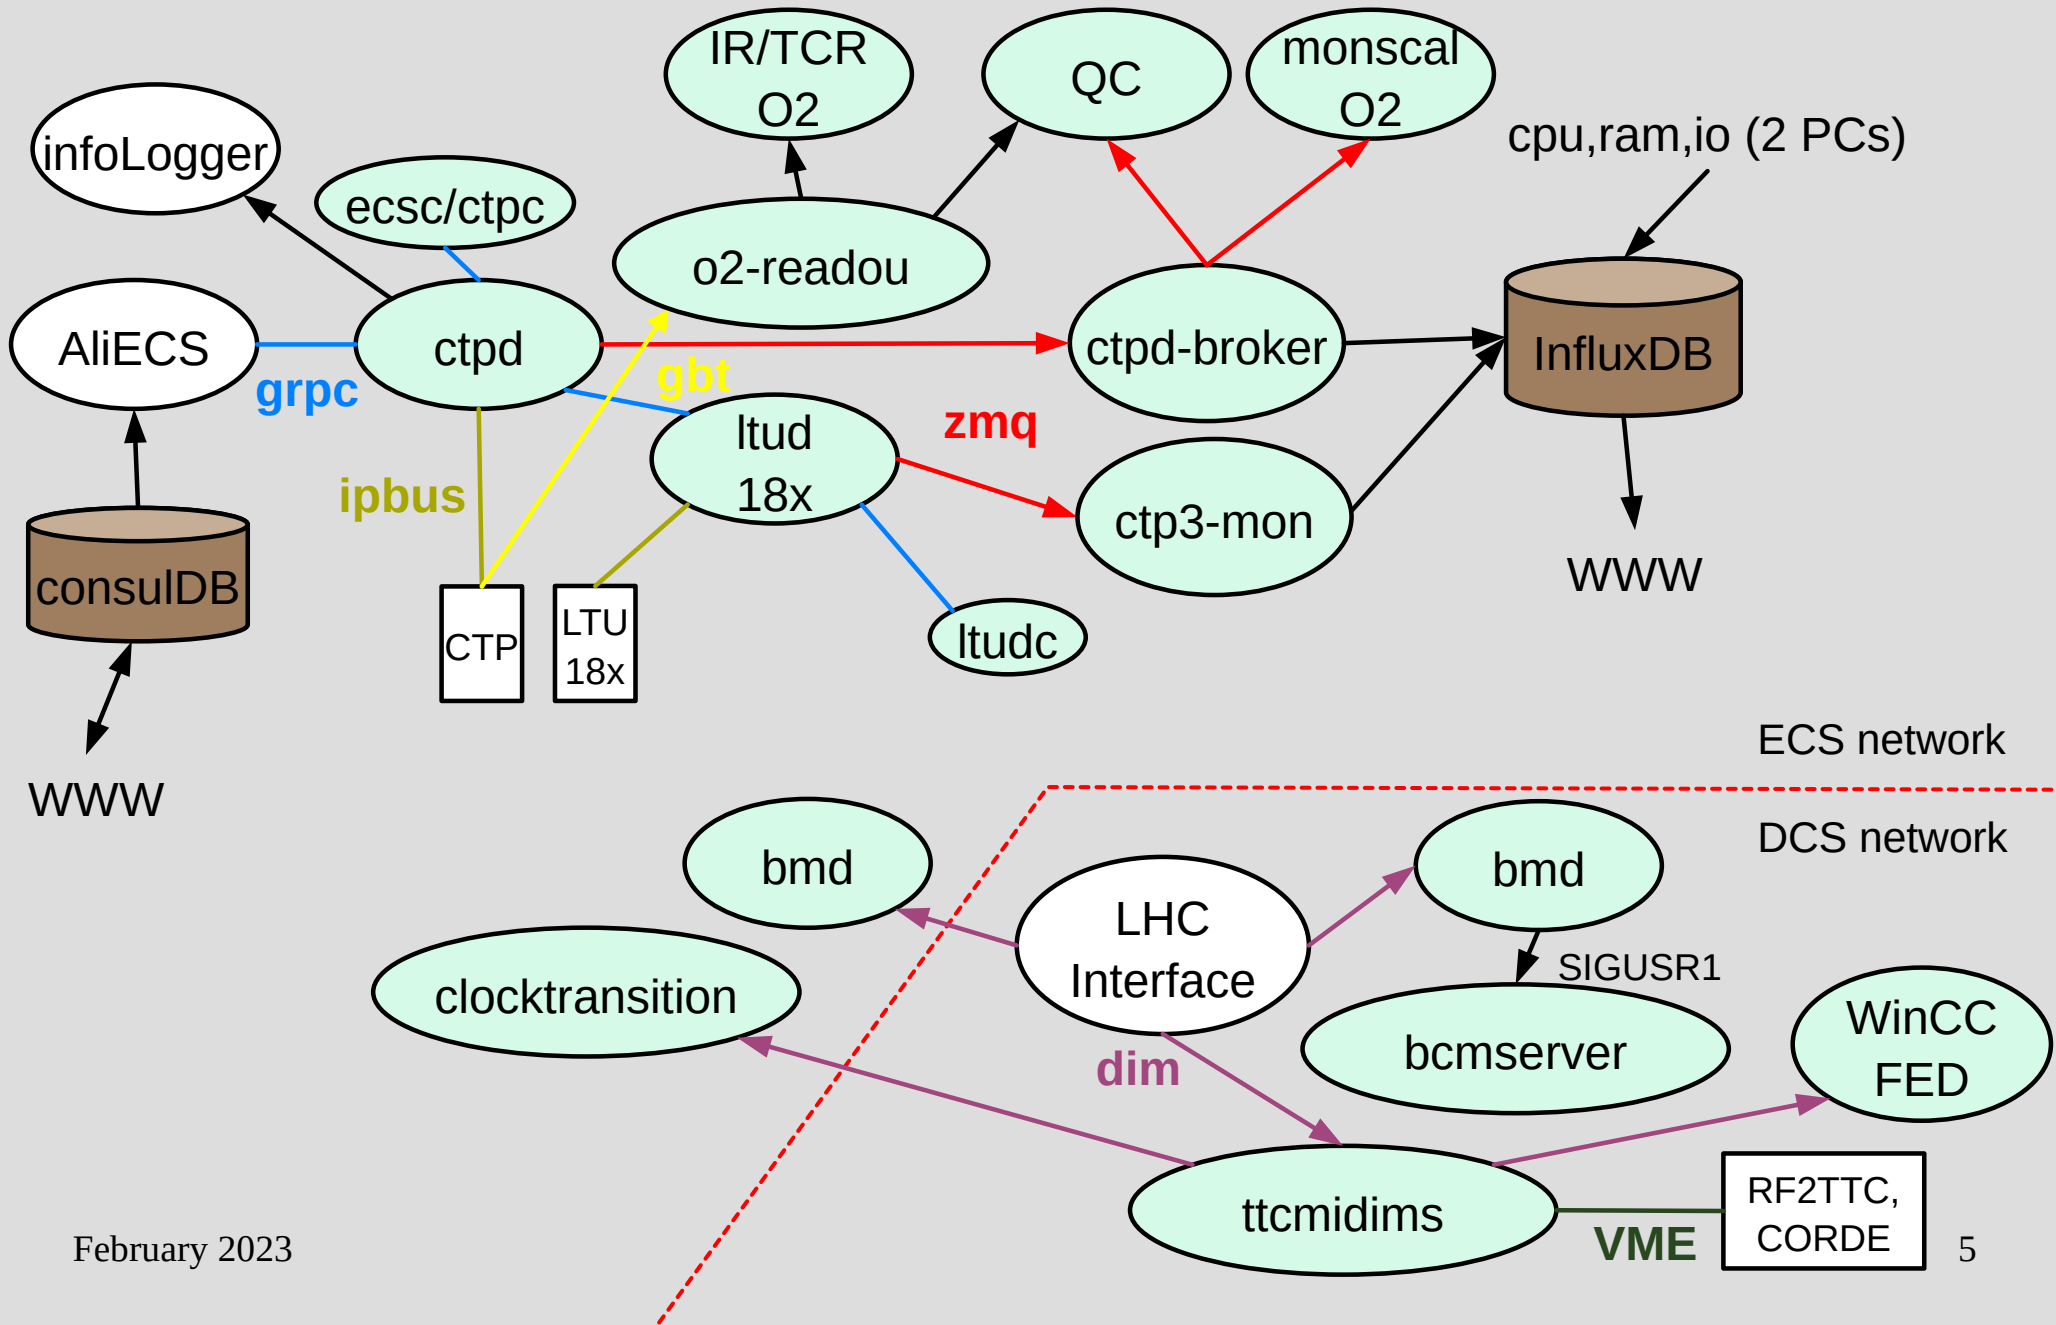 IR/TCR
O2
QC
monscal
O2
infoLogger
cpu,ram,io (2 PCs)
ecsc/ctpc
o2-readou
AliECS
grpc
ctpd
gbt
ctpd-broker
InfluxDB
ltud
18x
zmq
ipbus
ctp3-mon
consulDB
WWW
CTP
LTU
18x
ltudc
WWW
ECS network
DCS network
bmd
bmd
LHC
Interface
SIGUSR1
clocktransition
bcmserver
WinCC
FED
dim
ttcmidims
VME
RF2TTC,
CORDE
February 2023
5